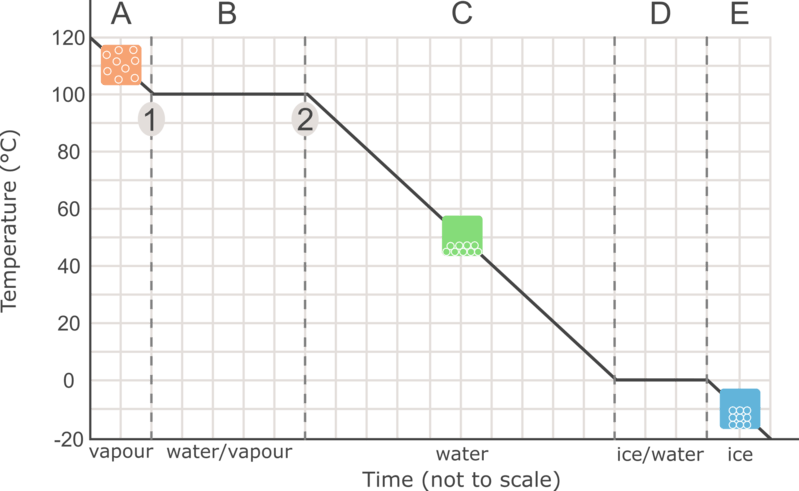 A B C D E
120
100
80
60
40
20
0
-20
Temperature (°C)
1 2
vapour water/vapour water ice/water ice
Time (not to scale)